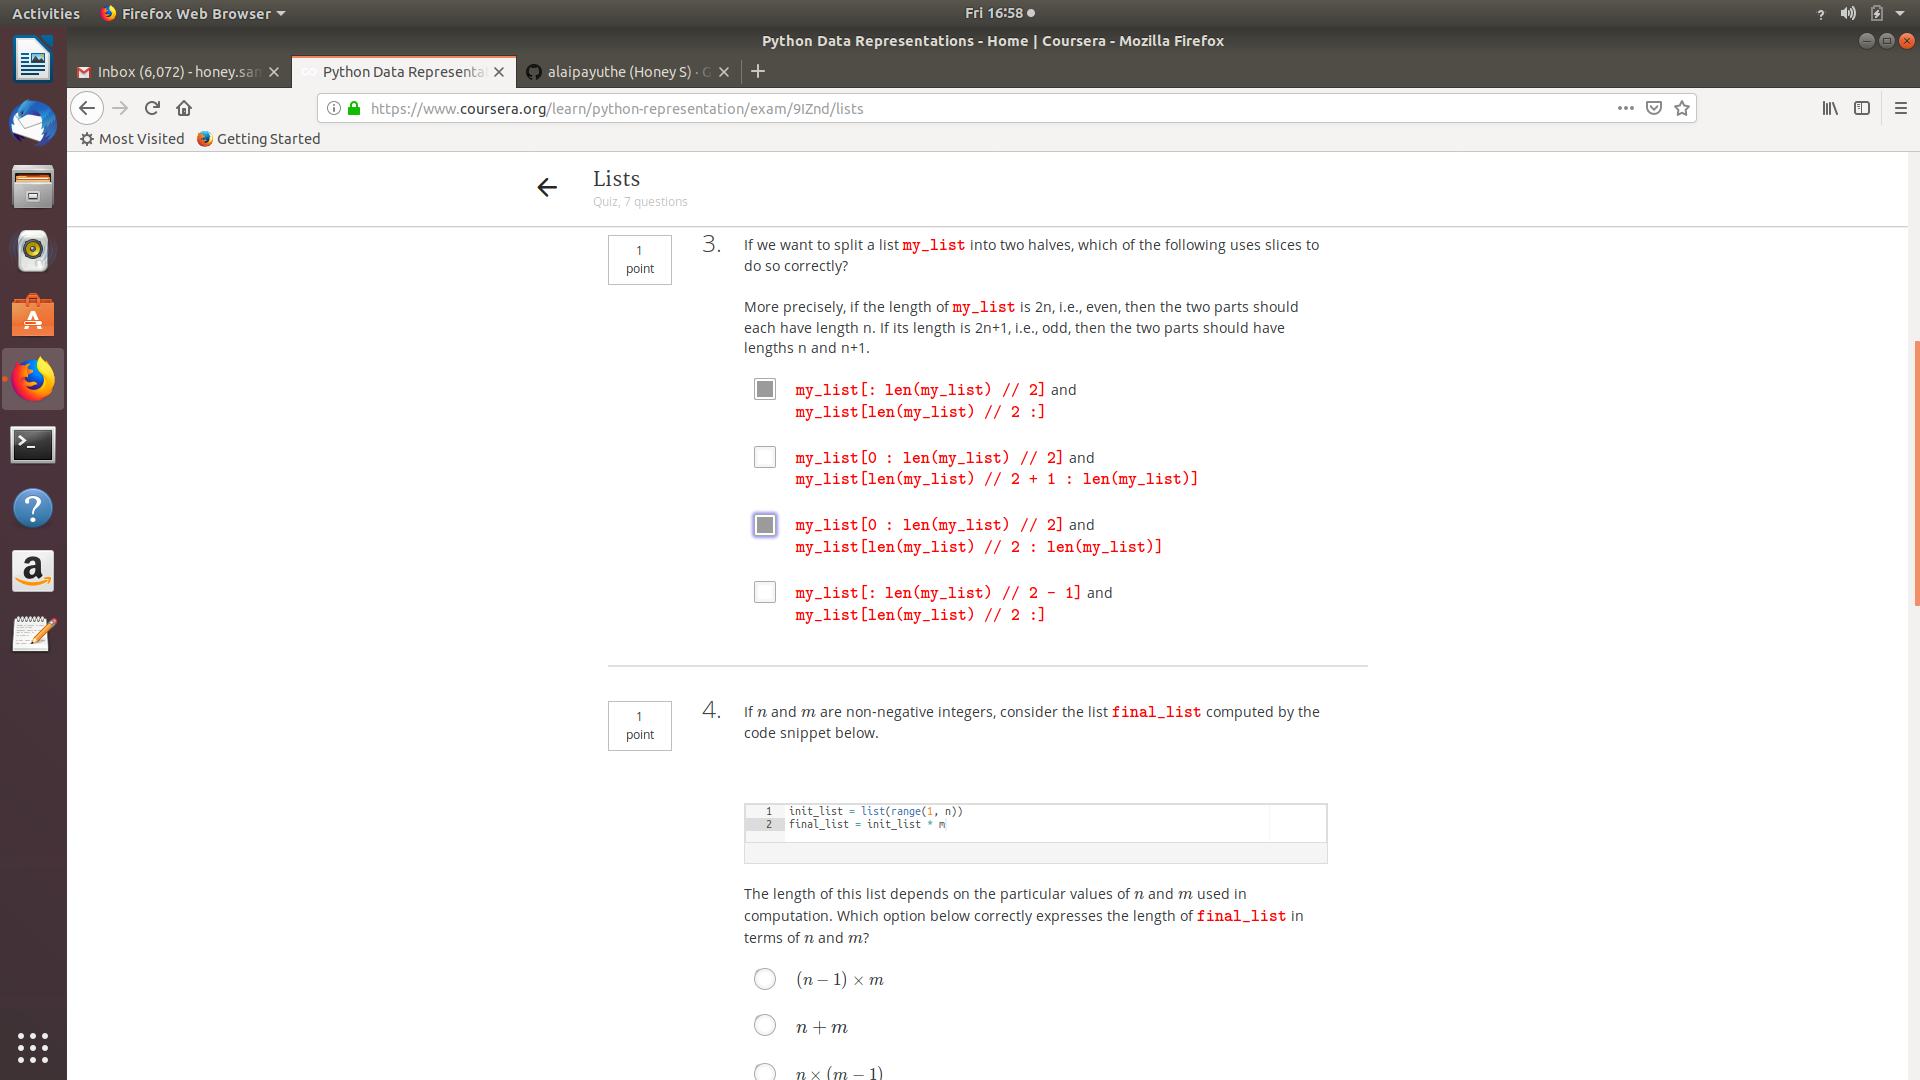 Activities
Firefox Web Browser
Fri 16:58
Python Data Representations - Home | Coursera - Mozilla Firefox
Inbox (6,072) - honey.san
Python Data Representa
alaipayuthe (Honey S) ·
https://www.coursera.org/learn/python-representation/exam/9IZnd/lists
Most Visited
Getting Started
Lists
Quiz, 7 questions
1
point
3.
If we want to split a list my_list into two halves, which of the following uses slices to
do so correctly?
More precisely, if the length of my_list is 2n, i.e., even, then the two parts should
each have length n. If its length is 2n+1, i.e., odd, then the two parts should have
lengths n and n+1.
my_list[: len(my_list) // 2] and
my_list[len(my_list) // 2 :]
my_list[0 : len(my_list) // 2] and
my_list[len(my_list) // 2 + 1 : len(my_list)]
my_list[0 : len(my_list) // 2] and
my_list[len(my_list) // 2 : len(my_list)]
my_list[: len(my_list) // 2 - 1] and
my_list[len(my_list) // 2 :]
1
point
4.
If n and m are non-negative integers, consider the list final_list computed by the
code snippet below.
1 init_list = list(range(1, n))
2 final_list = init_list * m
The length of this list depends on the particular values of n and m used in
computation. Which option below correctly expresses the length of final_list in
terms of n and m?
(n − 1) × m
n + m
n × (m − 1)